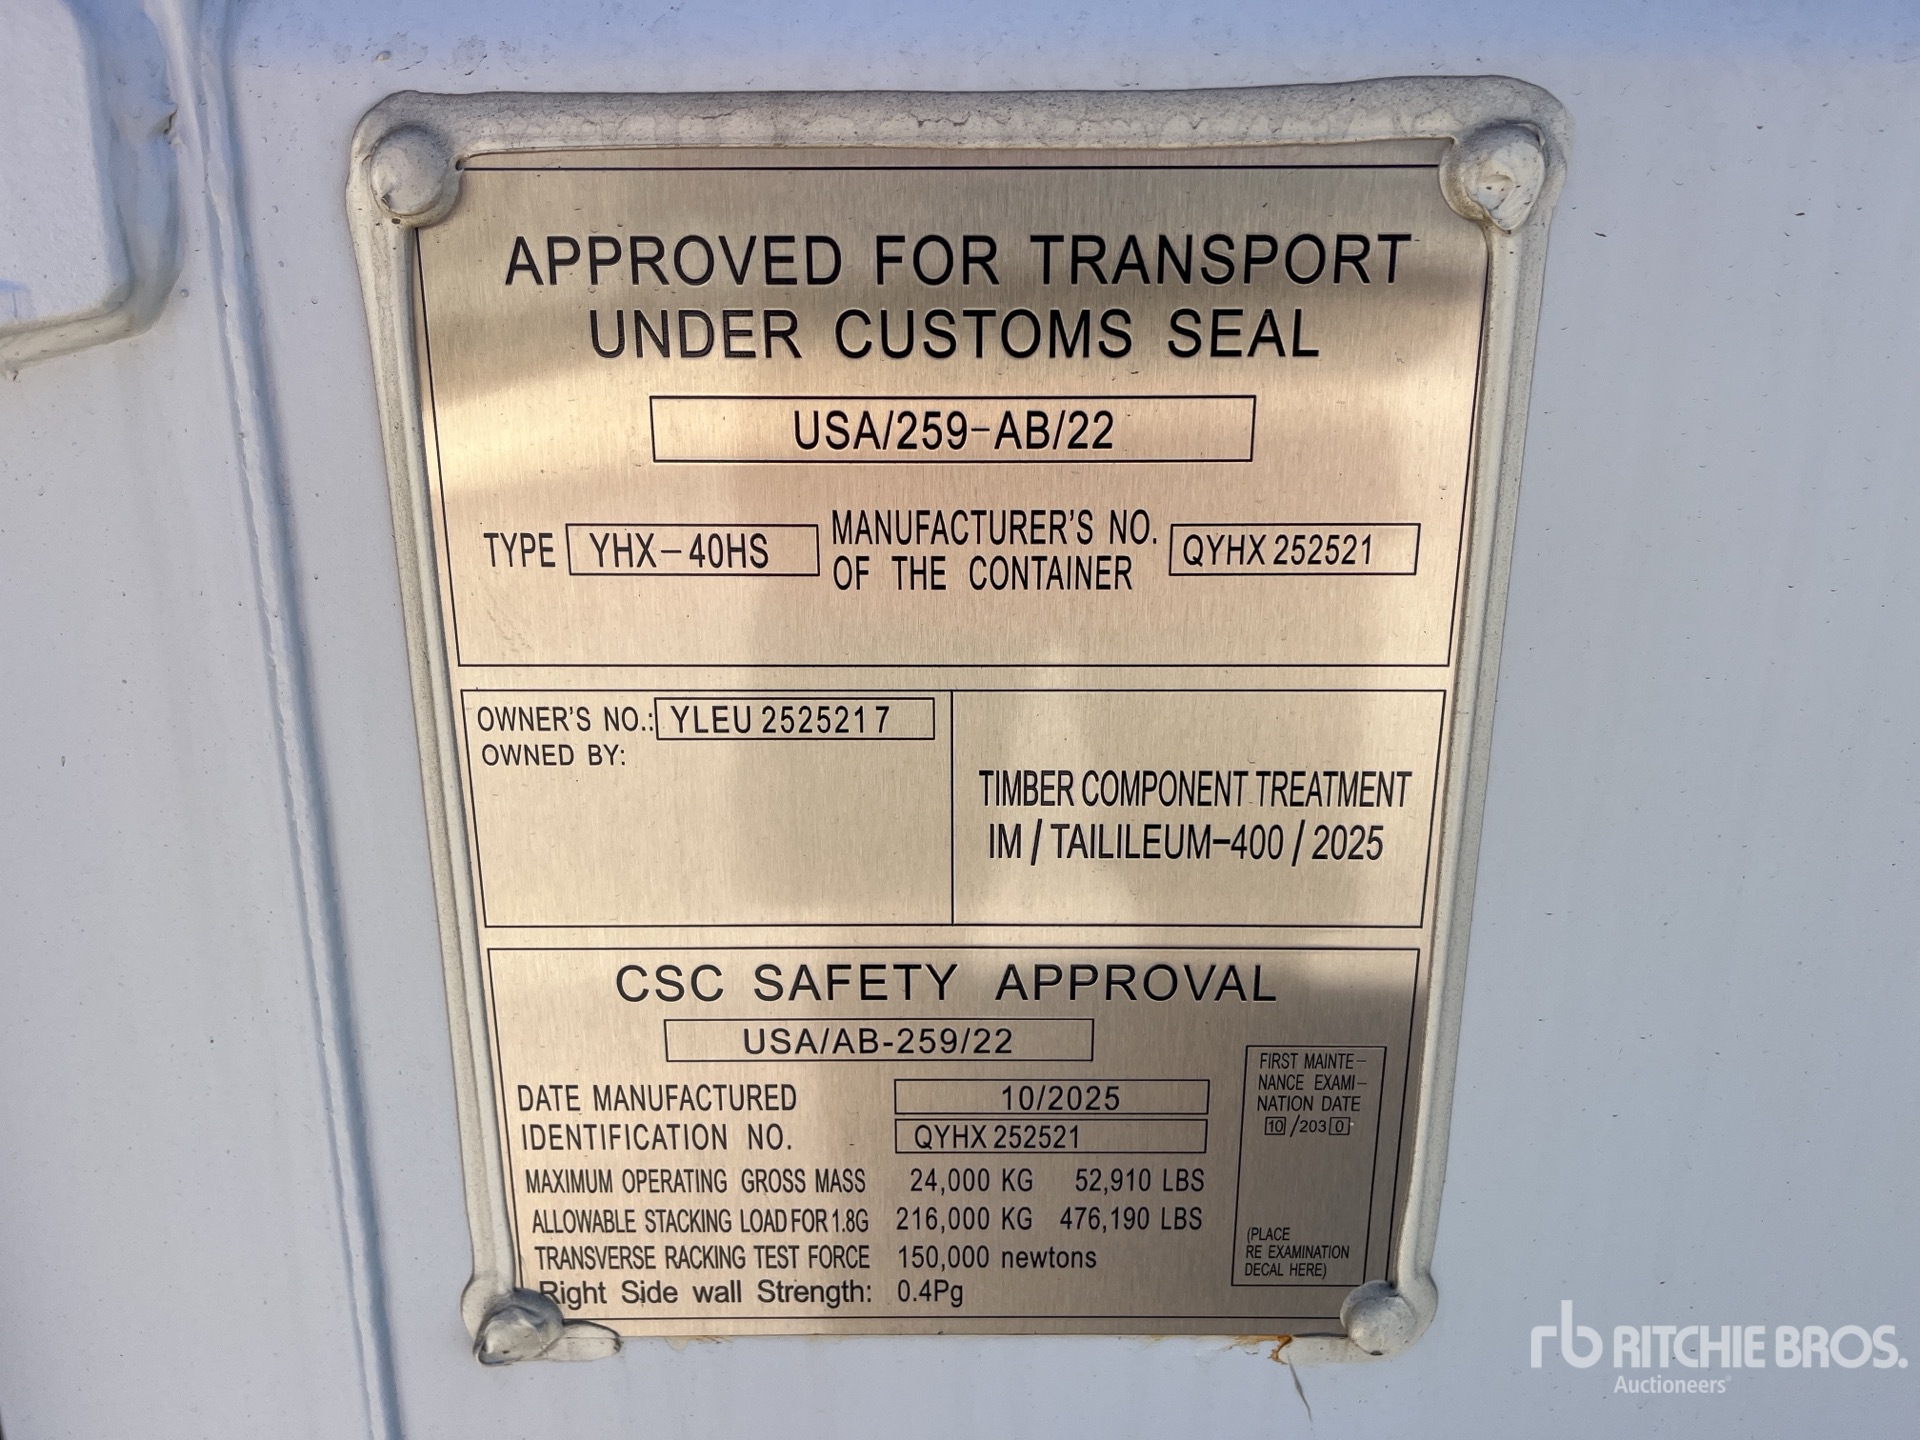 APPROVED FOR TRANSPORT
UNDER CUSTOMS SEAL
USA/259-AB/22
TYPE YHX-40HS MANUFACTURER'S NO.
OF THE CONTAINER QYHX 252521
OWNER'S NO.: YLEU 252521 7
OWNED BY:
TIMBER COMPONENT TREATMENT
IM / TAILILEUM-400 / 2025
CSC SAFETY APPROVAL
USA/AB-259/22
DATE MANUFACTURED 10/2025
IDENTIFICATION NO. QYHX 252521
MAXIMUM OPERATING GROSS MASS 24,000 KG 52,910 LBS
ALLOWABLE STACKING LOAD FOR 1.8G 216,000 KG 476,190 LBS
TRANSVERSE RACKING TEST FORCE 150,000 newtons
Right Side wall Strength: 0.4Pg
FIRST MAINTE-
NANCE EXAMI-
NATION DATE
10 /203 0
(PLACE
RE EXAMINATION
DECAL HERE)
rb RITCHIE BROS.
Auctioneers